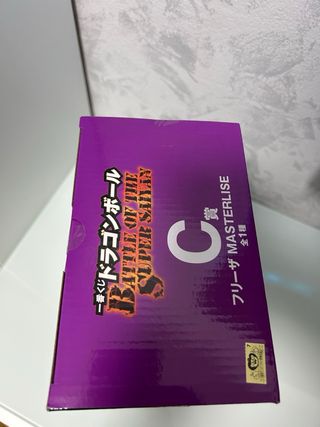 一番くじ ドラゴンボール
BATTLE OF THE
SUPER SAIYAN
C賞
フリーザ MASTERLISE
全1種